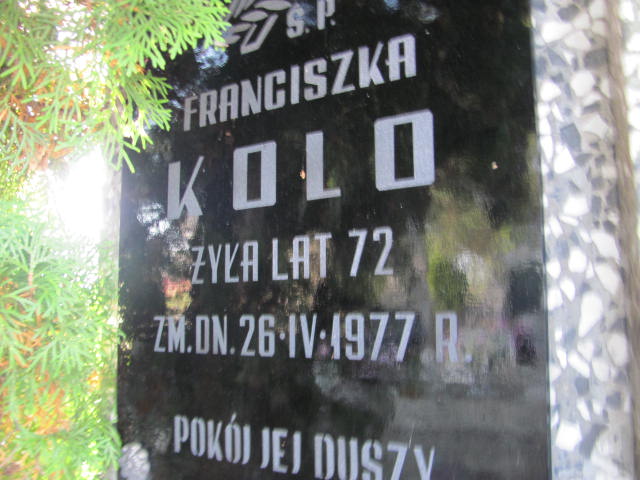 Ś.P.
FRANCISZKA
KOLO
ŻYŁA LAT 72
ZM.DN.26·IV·1977 R.
POKÓJ JEJ DUSZY